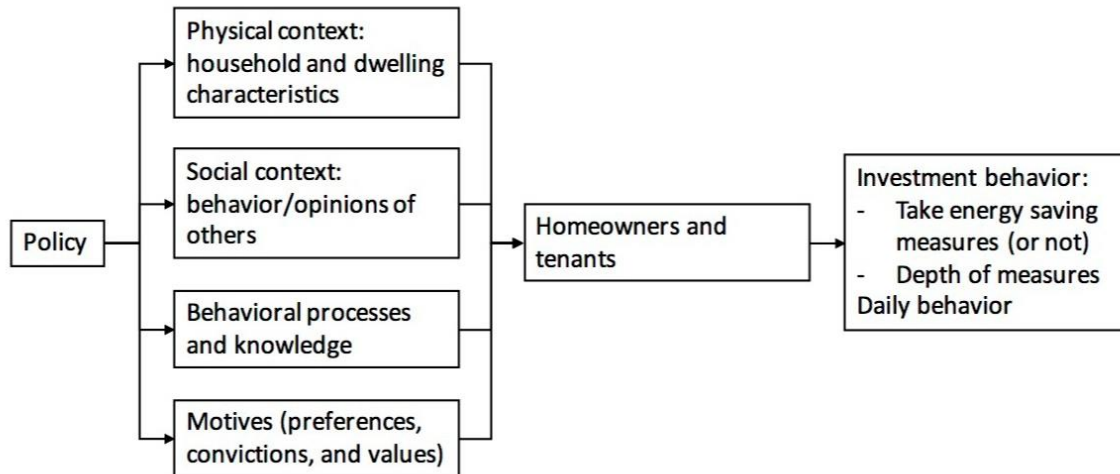 Policy
Physical context:
household and dwelling
characteristics
Social context:
behavior/opinions of
others
Behavioral processes
and knowledge
Motives (preferences,
convictions, and values)
Homeowners and
tenants
Investment behavior:
- Take energy saving
measures (or not)
- Depth of measures
Daily behavior